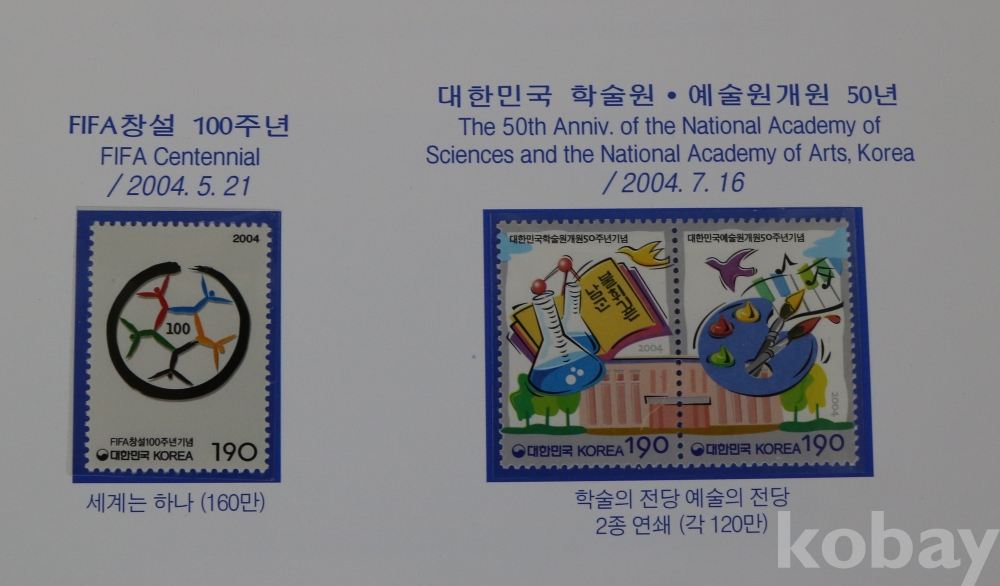 FIFA창설 100주년
FIFA Centennial
/ 2004. 5. 21
2004
100
FIFA창설100주년기념
대한민국 KOREA 190
세계는 하나 (160만)
대한민국 학술원 • 예술원개원 50년
The 50th Anniv. of the National Academy of
Sciences and the National Academy of Arts, Korea
/ 2004. 7. 16
대한민국학술원개원50주년기념
2004
대한민국 KOREA 190
대한민국예술원개원50주년기념
2004
대한민국 KOREA 190
학술의 전당 예술의 전당
2종 연쇄 (각 120만)
kobay